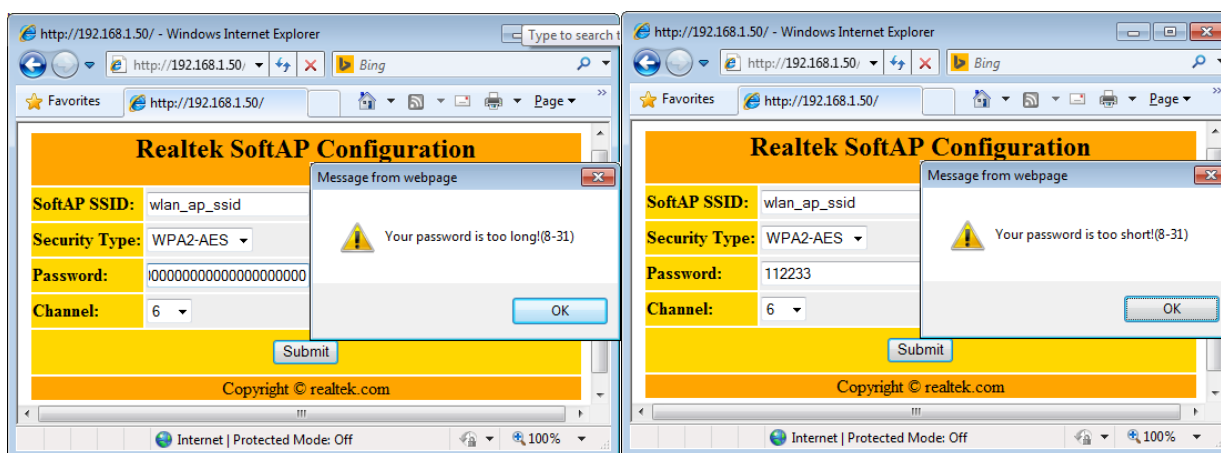 http://192.168.1.50/ - Windows Internet Explorer
Type to search t
http://192.168.1.50/
Bing
Favorites
http://192.168.1.50/
Page
Realtek SoftAP Configuration
Message from webpage
SoftAP SSID:
wlan_ap_ssid
Your password is too long!(8-31)
Security Type:
WPA2-AES
Password:
Channel:
6
OK
Submit
Copyright © realtek.com
Internet | Protected Mode: Off
100%
http://192.168.1.50/ - Windows Internet Explorer
http://192.168.1.50/
Bing
Favorites
http://192.168.1.50/
Page
Realtek SoftAP Configuration
Message from webpage
SoftAP SSID:
wlan_ap_ssid
Your password is too short!(8-31)
Security Type:
WPA2-AES
Password:
112233
Channel:
6
OK
Submit
Copyright © realtek.com
Internet | Protected Mode: Off
100%